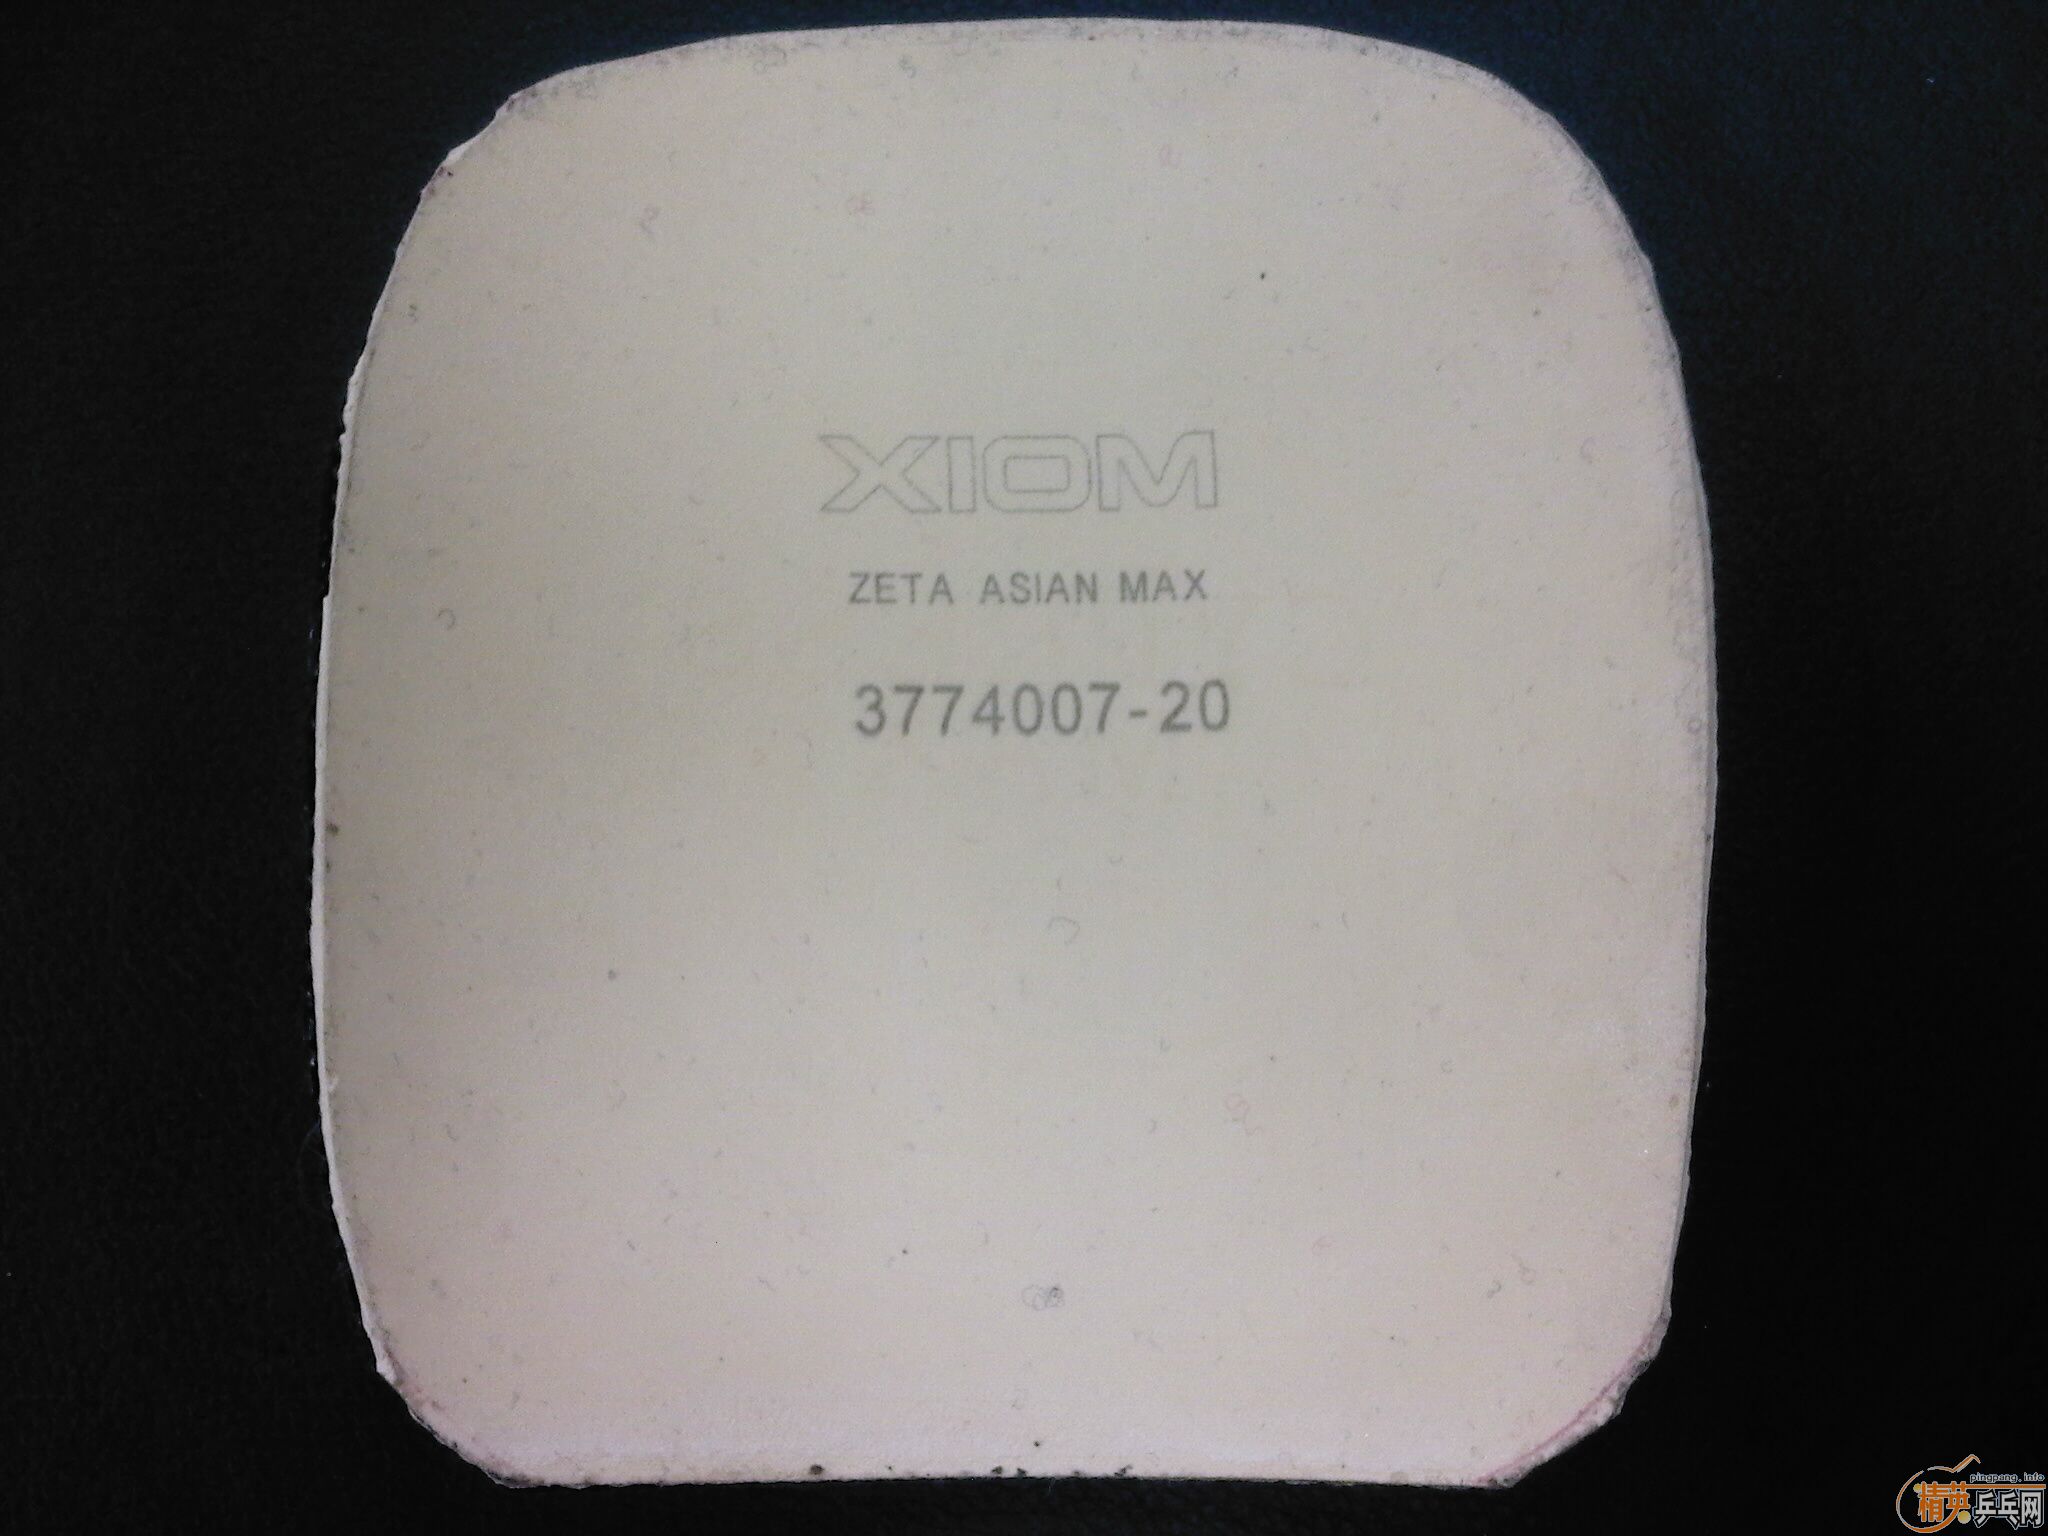 XIOM
ZETA ASIAN MAX
3774007-20
pingpang.info
精英乒乓网